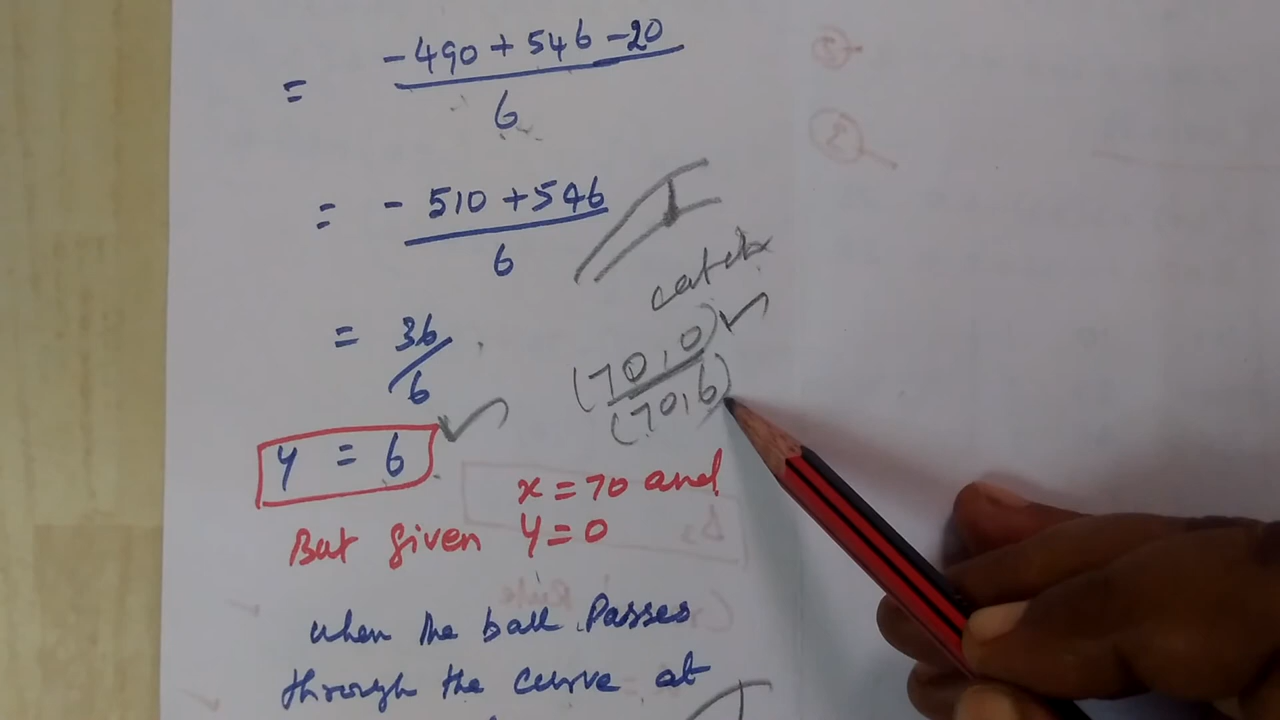 = -490 + 546 -20
6
= - 510 + 546
6
= 36
6
catch
(70,0)
(70,6)
y = 6
x = 70 and
But given y = 0
when the ball Passes
through the curve at